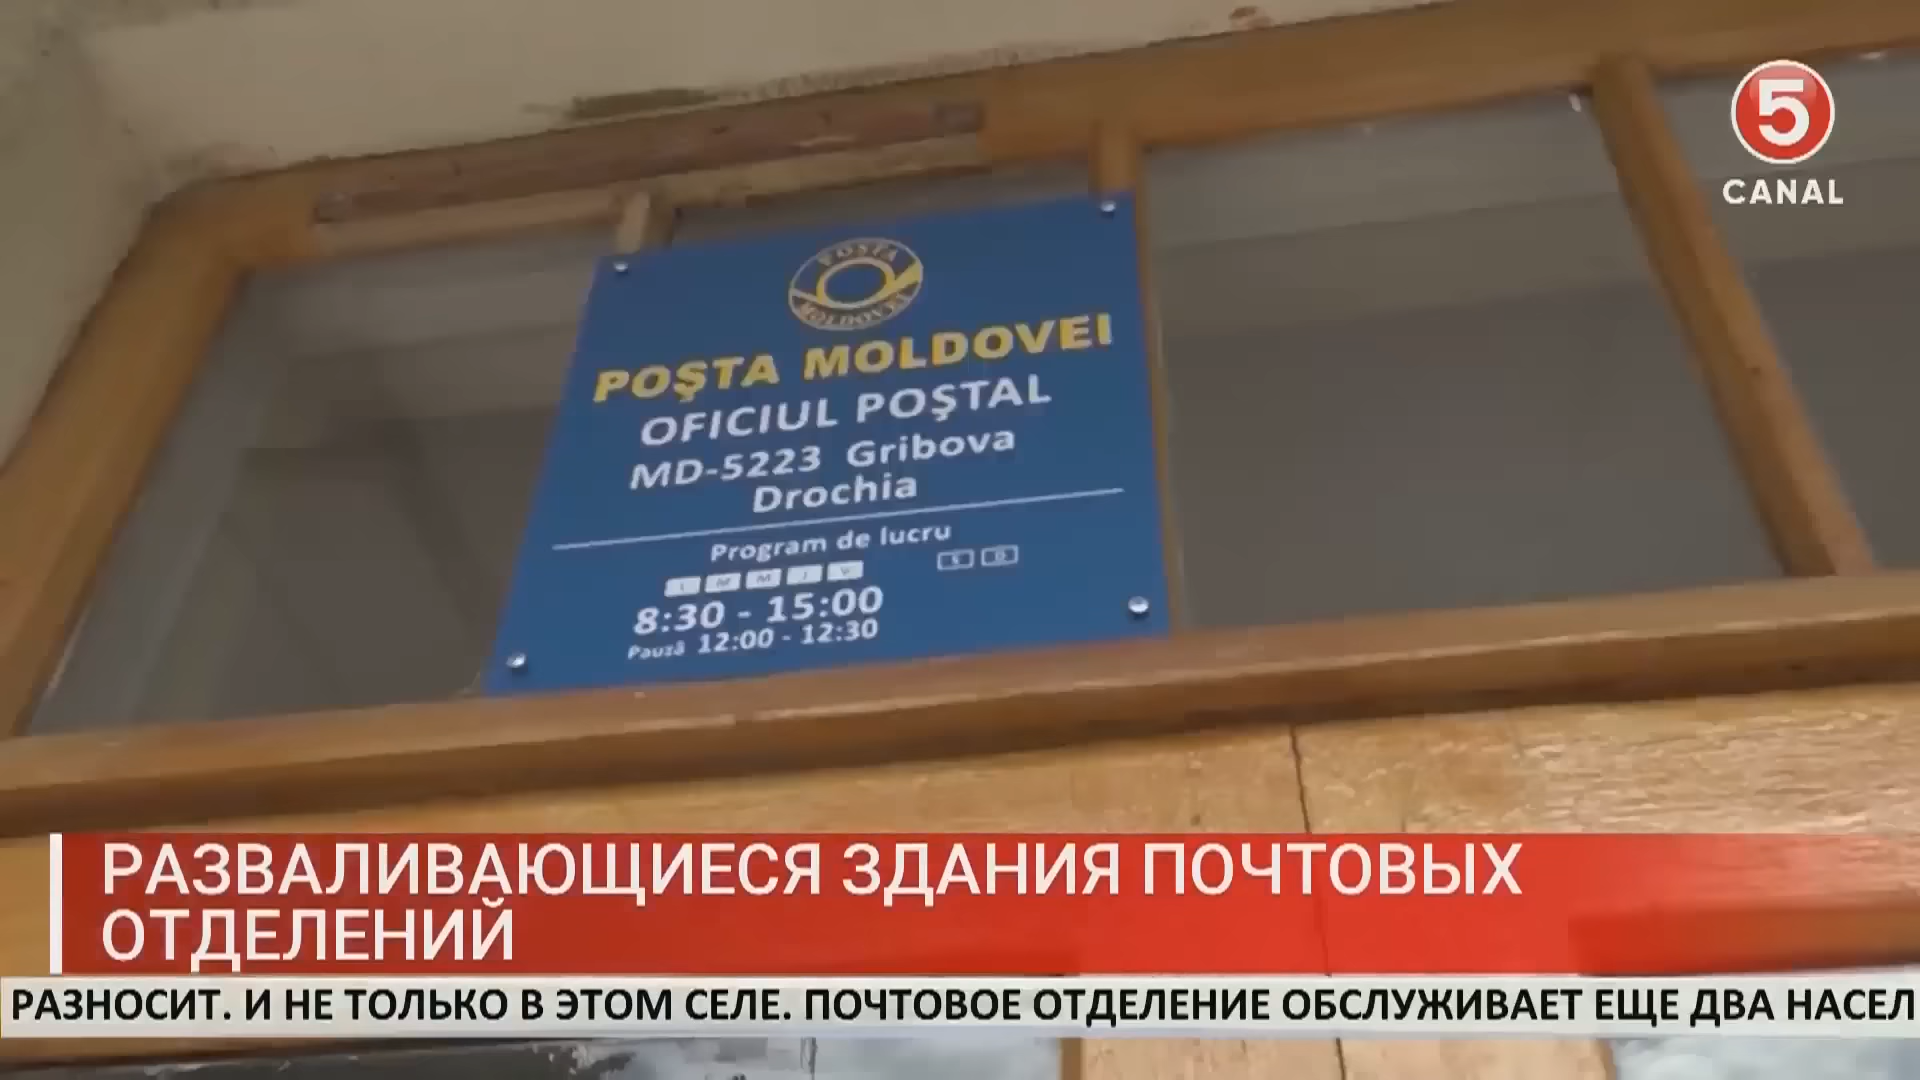 5
CANAL
POŞTA
MOLDOVEI
POŞTA MOLDOVEI
OFICIUL POŞTAL
MD-5223 Gribova
Drochia
Program de lucru
L M M J V
S D
8:30 - 15:00
Pauză 12:00 - 12:30
РАЗВАЛИВАЮЩИЕСЯ ЗДАНИЯ ПОЧТОВЫХ
ОТДЕЛЕНИЙ
РАЗНОСИТ. И НЕ ТОЛЬКО В ЭТОМ СЕЛЕ. ПОЧТОВОЕ ОТДЕЛЕНИЕ ОБСЛУЖИВАЕТ ЕЩЕ ДВА НАСЕЛ